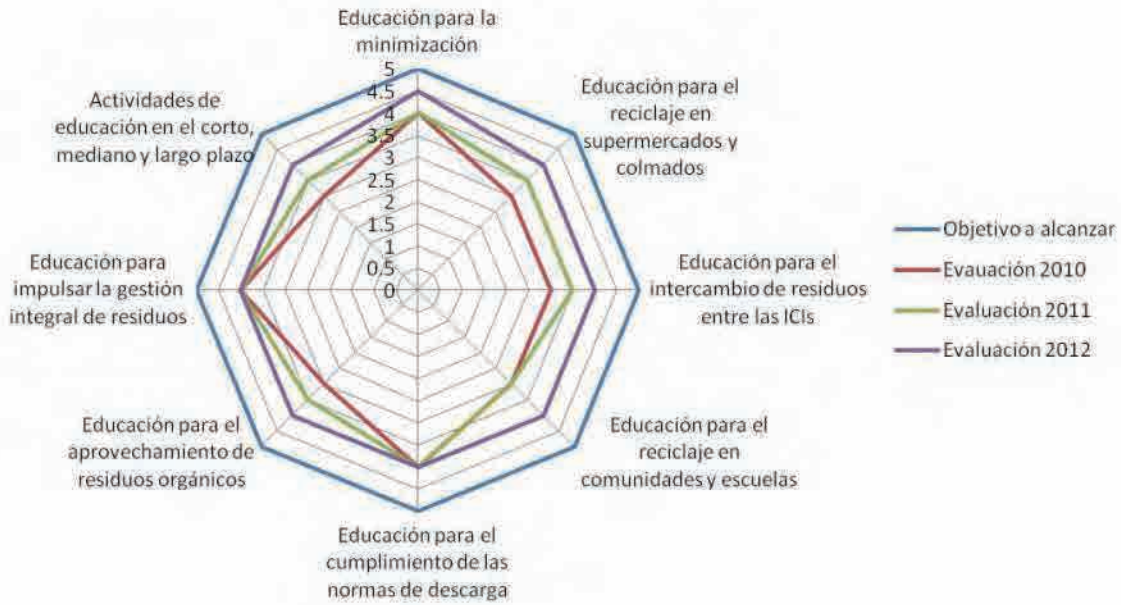 Educación para la
minimización
Educación para el
reciclaje en
supermercados y
colmados
Educación para el
intercambio de residuos
entre las ICIs
Educación para el
reciclaje en
comunidades y escuelas
Educación para el
cumplimiento de las
normas de descarga
Educación para el
aprovechamiento de
residuos orgánicos
Educación para
impulsar la gestión
integral de residuos
Actividades de
educación en el corto,
mediano y largo plazo
5
4.5
4
3.5
3
2.5
2
1.5
1
0.5
0
Objetivo a alcanzar
Evauación 2010
Evaluación 2011
Evaluación 2012